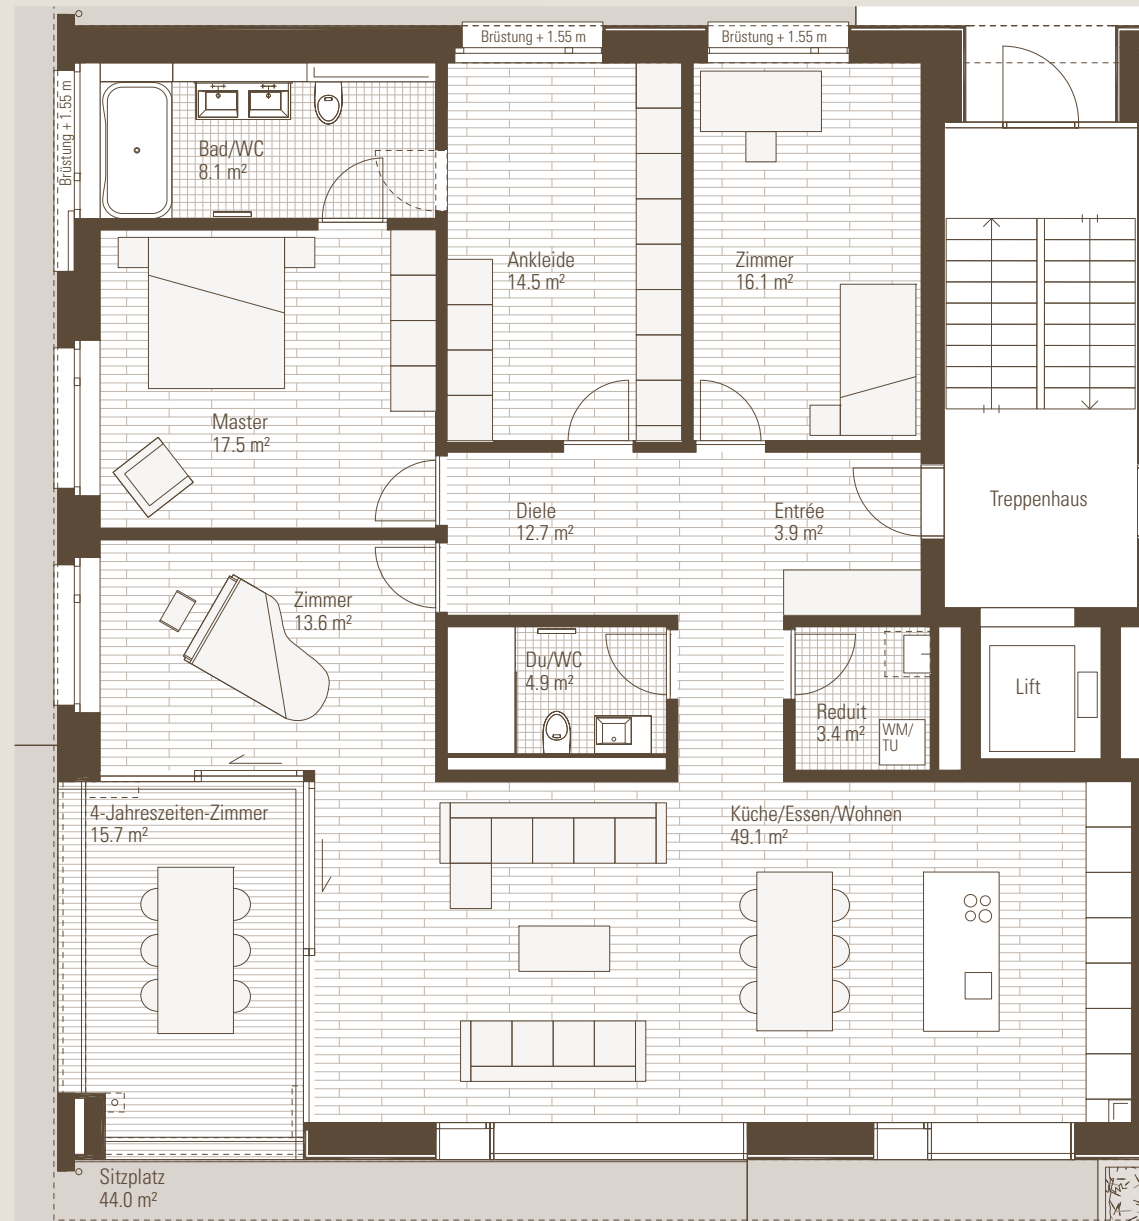 Brüstung + 1.55 m
Brüstung + 1.55 m
Brüstung + 1.55 m
Bad/WC
8.1 m²
Ankleide
14.5 m²
Zimmer
16.1 m²
Master
17.5 m²
Diele
12.7 m²
Entrée
3.9 m²
Treppenhaus
Zimmer
13.6 m²
Du/WC
4.9 m²
Reduit
3.4 m²
WM/
TU
Lift
4-Jahreszeiten-Zimmer
15.7 m²
Küche/Essen/Wohnen
49.1 m²
Sitzplatz
44.0 m²